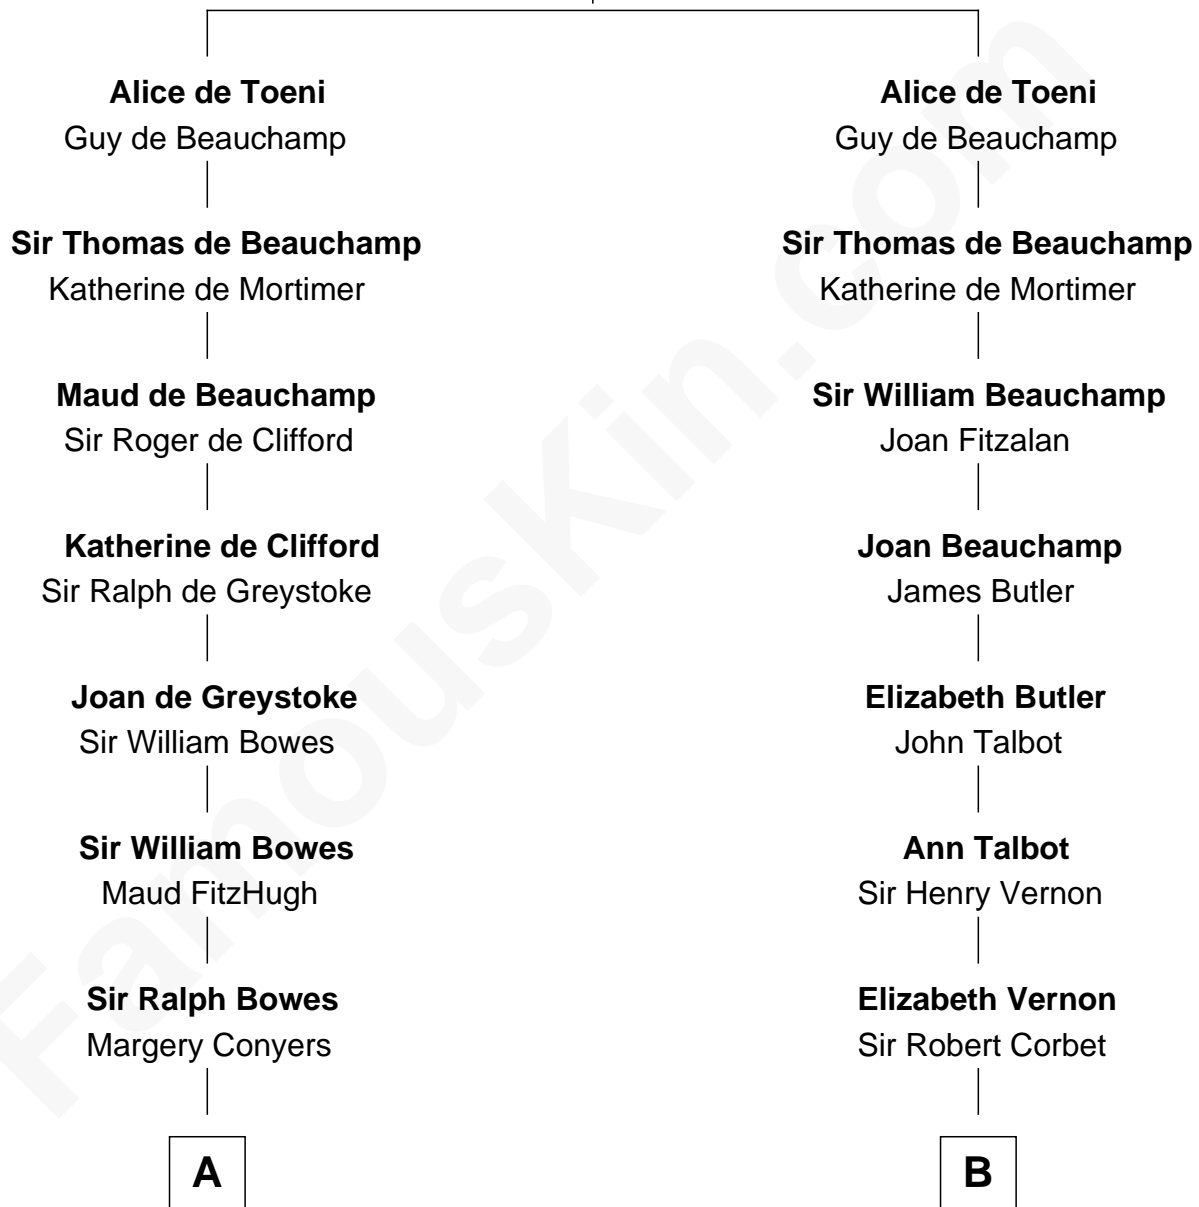 Alice de Toeni
Guy de Beauchamp
Sir Thomas de Beauchamp
Katherine de Mortimer
Maud de Beauchamp
Sir Roger de Clifford
Katherine de Clifford
Sir Ralph de Greystoke
Joan de Greystoke
Sir William Bowes
Sir William Bowes
Maud FitzHugh
Sir Ralph Bowes
Margery Conyers
A
Alice de Toeni
Guy de Beauchamp
Sir Thomas de Beauchamp
Katherine de Mortimer
Sir William Beauchamp
Joan Fitzalan
Joan Beauchamp
James Butler
Elizabeth Butler
John Talbot
Ann Talbot
Sir Henry Vernon
Elizabeth Vernon
Sir Robert Corbet
B
FamousKin.com